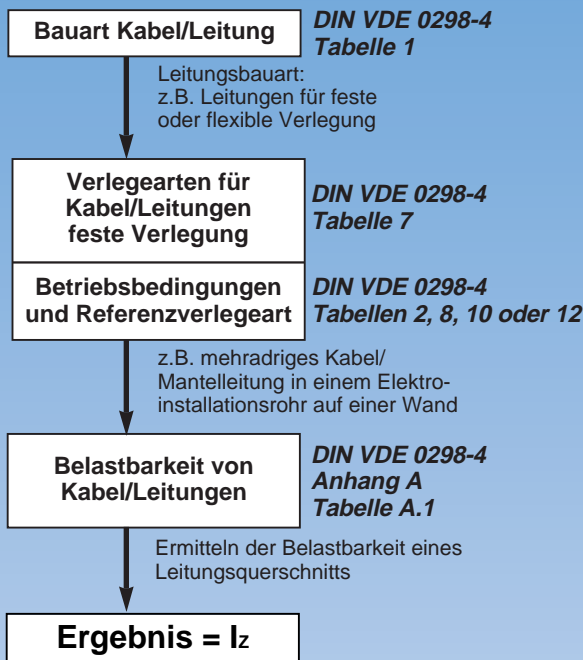 Bauart Kabel/Leitung
DIN VDE 0298-4
Tabelle 1
Leitungsbauart:
z.B. Leitungen für feste
oder flexible Verlegung
Verlegearten für
Kabel/Leitungen
feste Verlegung
DIN VDE 0298-4
Tabelle 7
Betriebsbedingungen
und Referenzverlegeart
DIN VDE 0298-4
Tabellen 2, 8, 10 oder 12
z.B. mehradriges Kabel/
Mantelleitung in einem Elektro-
installationsrohr auf einer Wand
Belastbarkeit von
Kabel/Leitungen
DIN VDE 0298-4
Anhang A
Tabelle A.1
Ermitteln der Belastbarkeit eines
Leitungsquerschnitts
Ergebnis = Iz